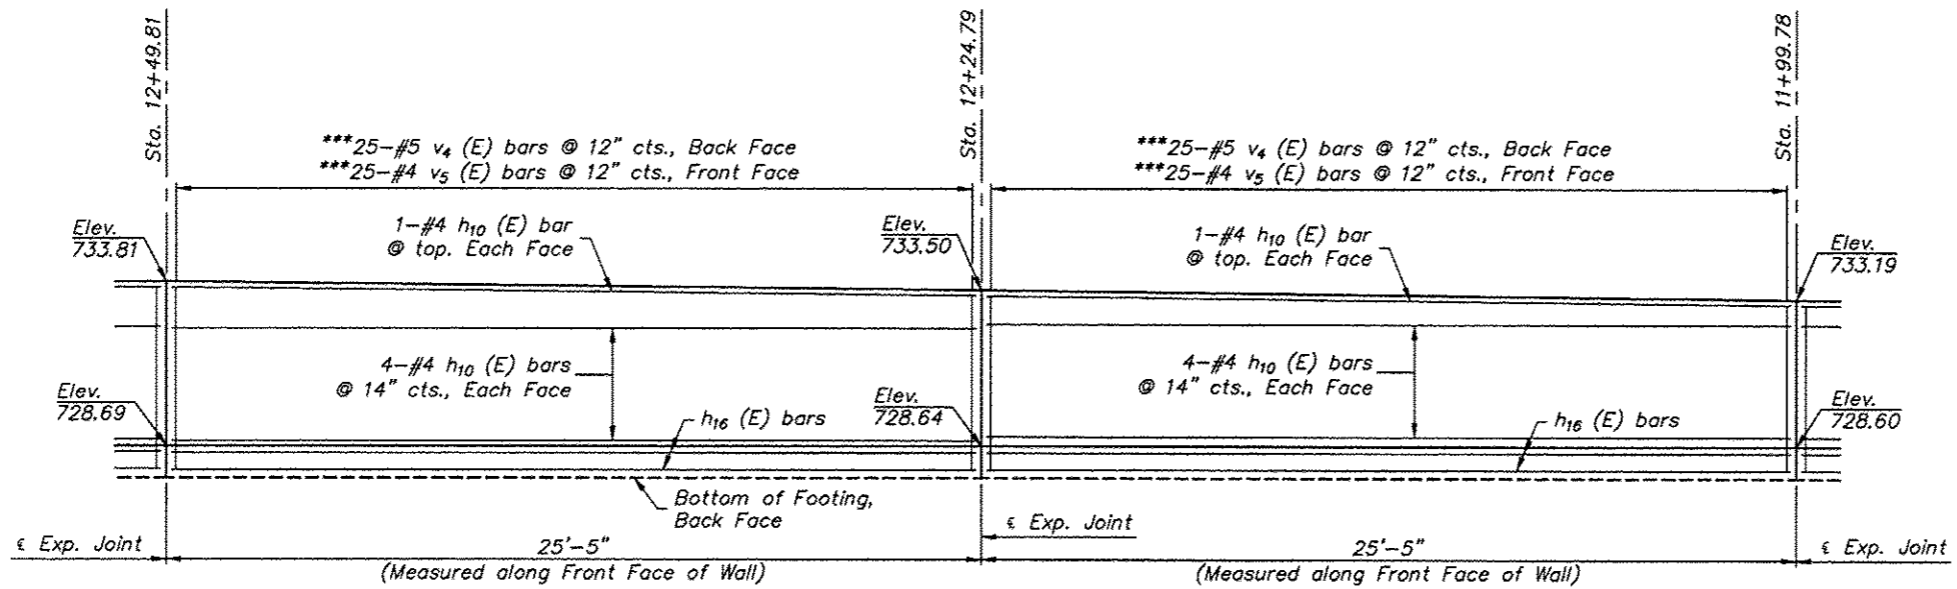 Sta. 12+49.81
Sta. 12+24.79
Sta. 11+99.78
***25-#5 v4 (E) bars @ 12" cts., Back Face
***25-#4 v5 (E) bars @ 12" cts., Front Face
***25-#5 v4 (E) bars @ 12" cts., Back Face
***25-#4 v5 (E) bars @ 12" cts., Front Face
Elev.
733.81
1-#4 h10 (E) bar
@ top. Each Face
Elev.
733.50
1-#4 h10 (E) bar
@ top. Each Face
Elev.
733.19
4-#4 h10 (E) bars
@ 14" cts., Each Face
4-#4 h10 (E) bars
@ 14" cts., Each Face
Elev.
728.69
h16 (E) bars
Elev.
728.64
h16 (E) bars
Elev.
728.60
Bottom of Footing,
Back Face
℄ Exp. Joint
25'-5"
(Measured along Front Face of Wall)
℄ Exp. Joint
25'-5"
(Measured along Front Face of Wall)
℄ Exp. Joint